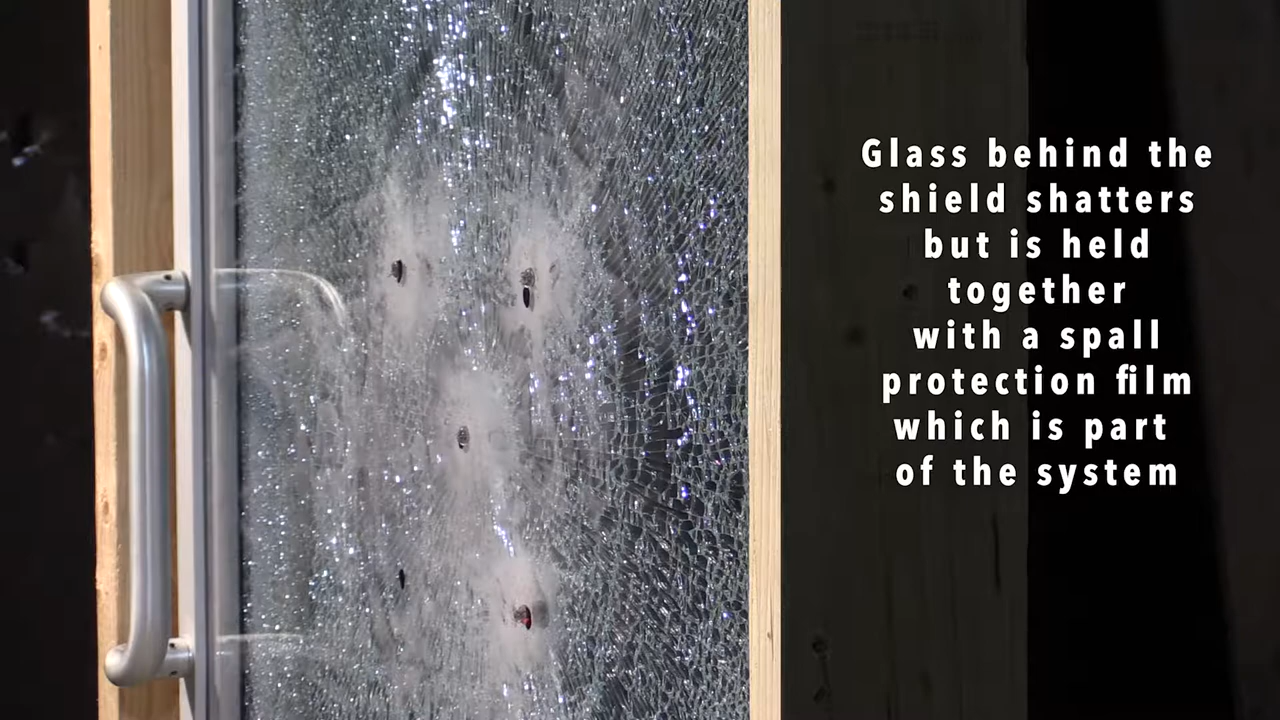 Glass behind the
shield shatters
but is held
together
with a spall
protection film
which is part
of the system